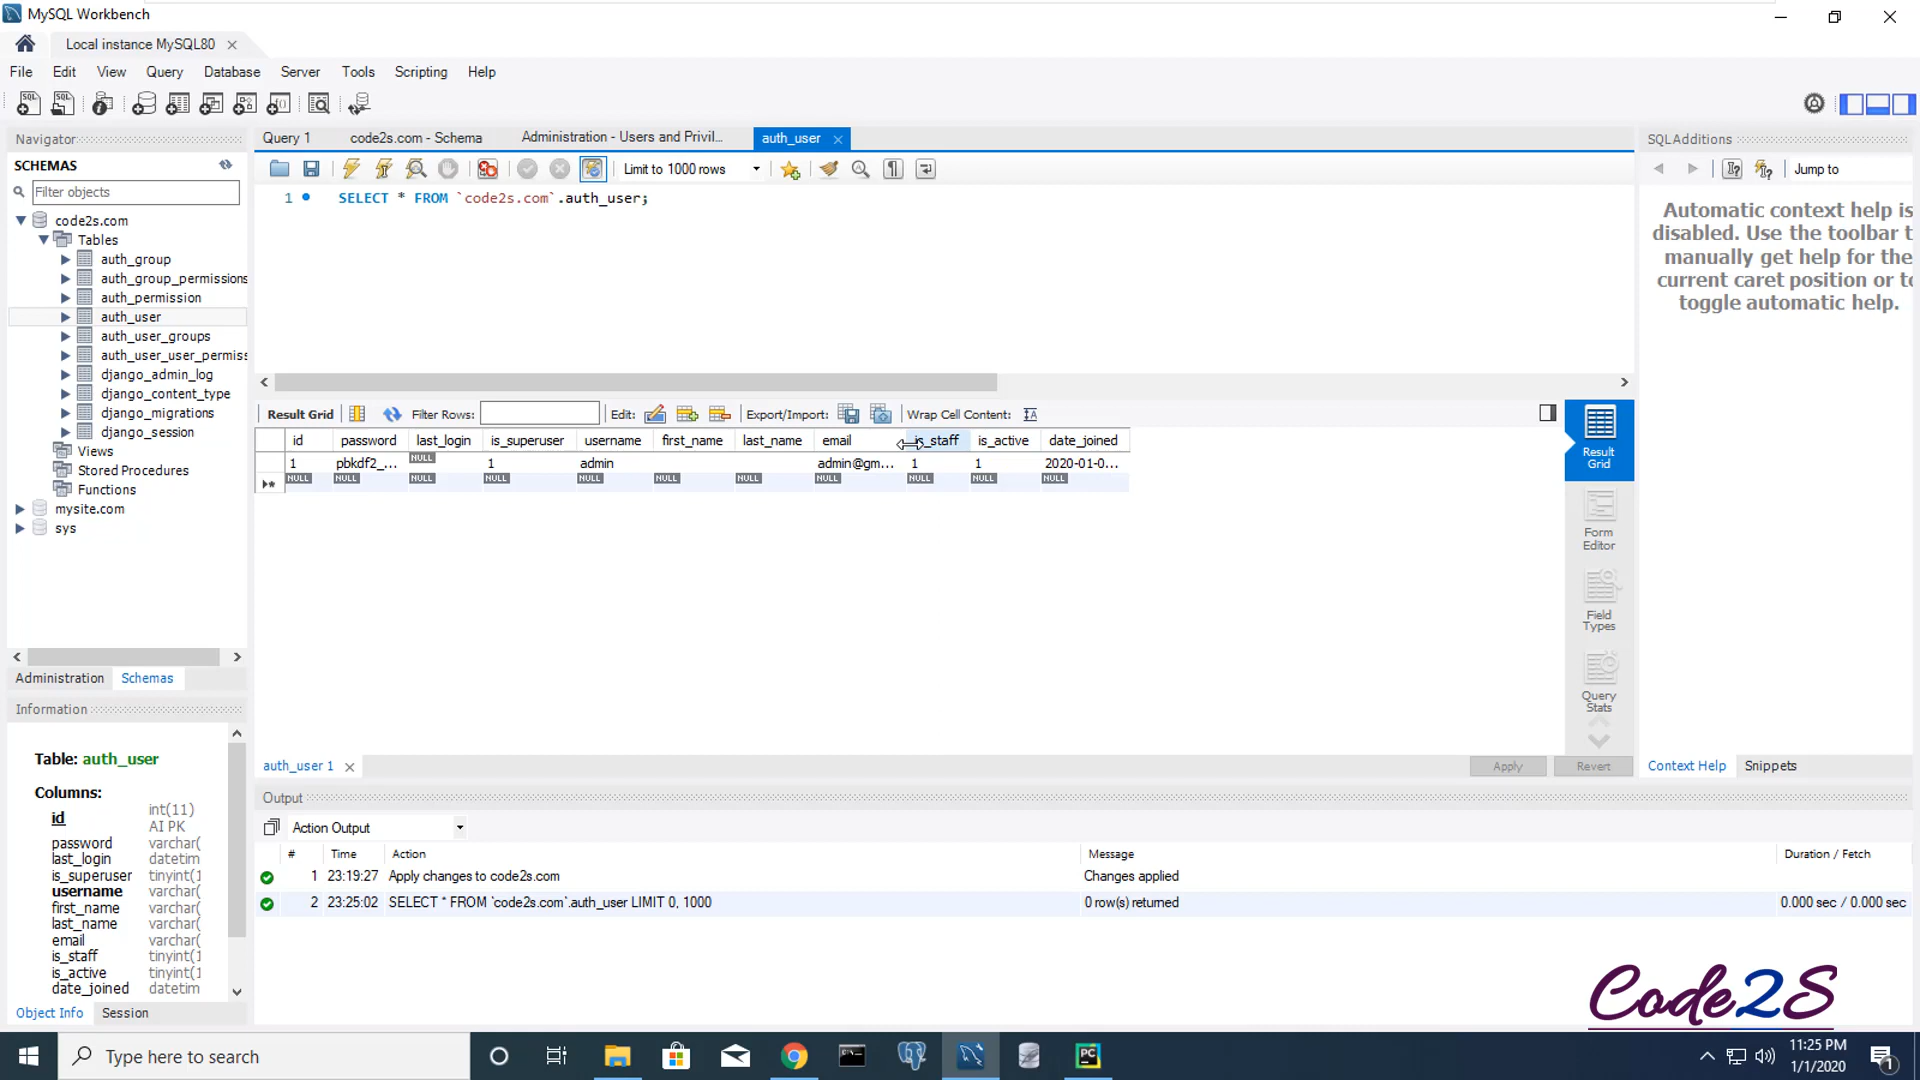 MySQL Workbench
Local instance MySQL80
File Edit View Query Database Server Tools Scripting Help
Navigator
SCHEMAS
Filter objects
code2s.com
Tables
auth_group
auth_group_permissions
auth_permission
auth_user
auth_user_groups
auth_user_user_permiss
django_admin_log
django_content_type
django_migrations
django_session
Views
Stored Procedures
Functions
mysite.com
sys
Administration Schemas
Information
Table: auth_user
Columns:
id int(11)
AI PK
password varchar(
last_login datetim
is_superuser tinyint(1
username varchar(
first_name varchar(
last_name varchar(
email varchar(
is_staff tinyint(1
is_active tinyint(1
date_joined datetim
Object Info Session
Query 1 code2s.com - Schema Administration - Users and Privil... auth_user
Limit to 1000 rows
1 SELECT * FROM `code2s.com`.auth_user;
Result Grid Filter Rows: Edit: Export/Import: Wrap Cell Content:
id password last_login is_superuser username first_name last_name email is_staff is_active date_joined
1 pbkdf2_... NULL 1 admin admin@gm... 1 1 2020-01-0...
NULL NULL NULL NULL NULL NULL NULL NULL NULL NULL NULL
Result
Grid
Form
Editor
Field
Types
Query
Stats
auth_user 1
Apply Revert
SQLAdditions
Jump to
Automatic context help is
disabled. Use the toolbar t
manually get help for the
current caret position or to
toggle automatic help.
Context Help Snippets
Output
Action Output
# Time Action Message Duration / Fetch
1 23:19:27 Apply changes to code2s.com Changes applied
2 23:25:02 SELECT * FROM `code2s.com`.auth_user LIMIT 0, 1000 0 row(s) returned 0.000 sec / 0.000 sec
Code2S
Type here to search
11:25 PM
1/1/2020
1